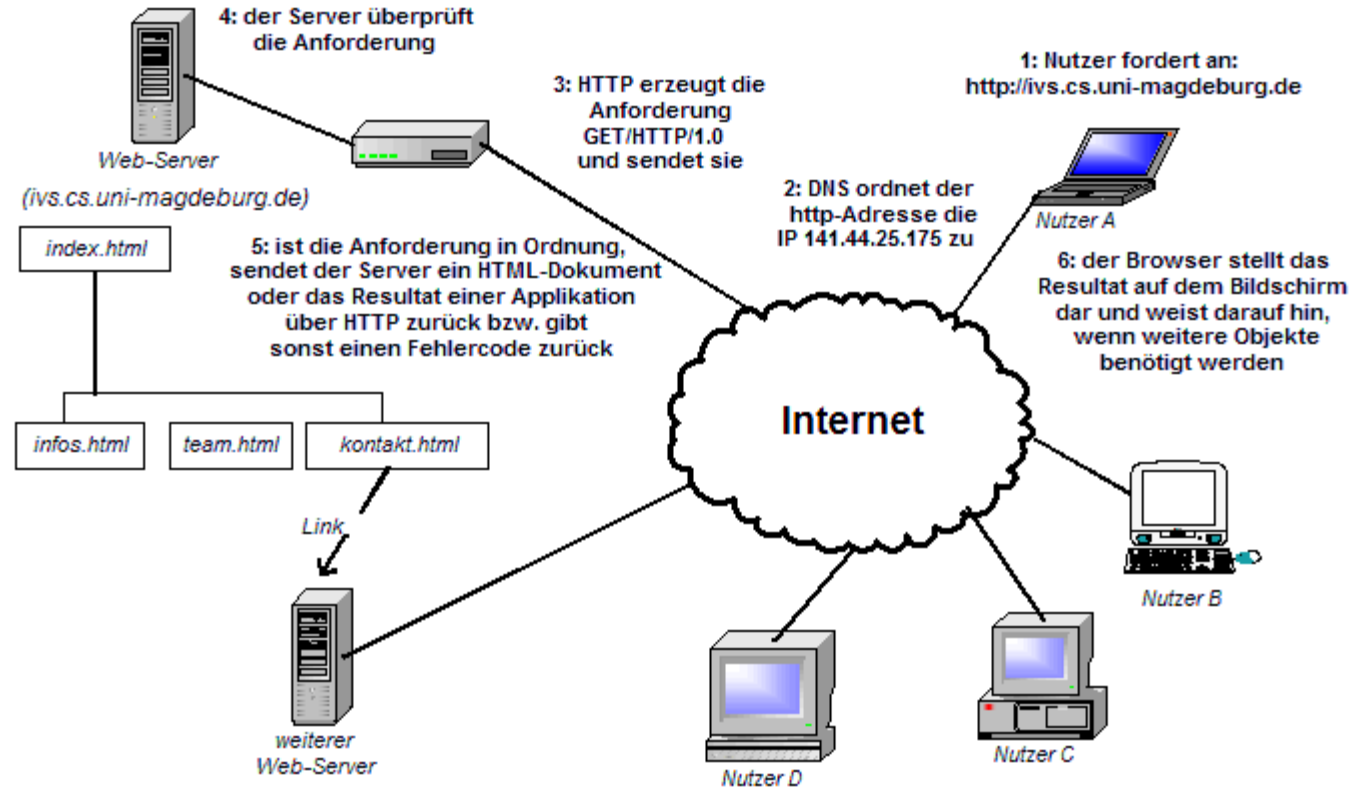 4: der Server überprüft
die Anforderung
1: Nutzer fordert an:
http://ivs.cs.uni-magdeburg.de
3: HTTP erzeugt die
Anforderung
GET/HTTP/1.0
und sendet sie
Web-Server
(ivs.cs.uni-magdeburg.de)
2: DNS ordnet der
http-Adresse die
IP 141.44.25.175 zu
Nutzer A
index.html
5: ist die Anforderung in Ordnung,
sendet der Server ein HTML-Dokument
oder das Resultat einer Applikation
über HTTP zurück bzw. gibt
sonst einen Fehlercode zurück
6: der Browser stellt das
Resultat auf dem Bildschirm
dar und weist darauf hin,
wenn weitere Objekte
benötigt werden
Internet
infos.html
team.html
kontakt.html
Link
Nutzer B
weiterer
Web-Server
Nutzer C
Nutzer D